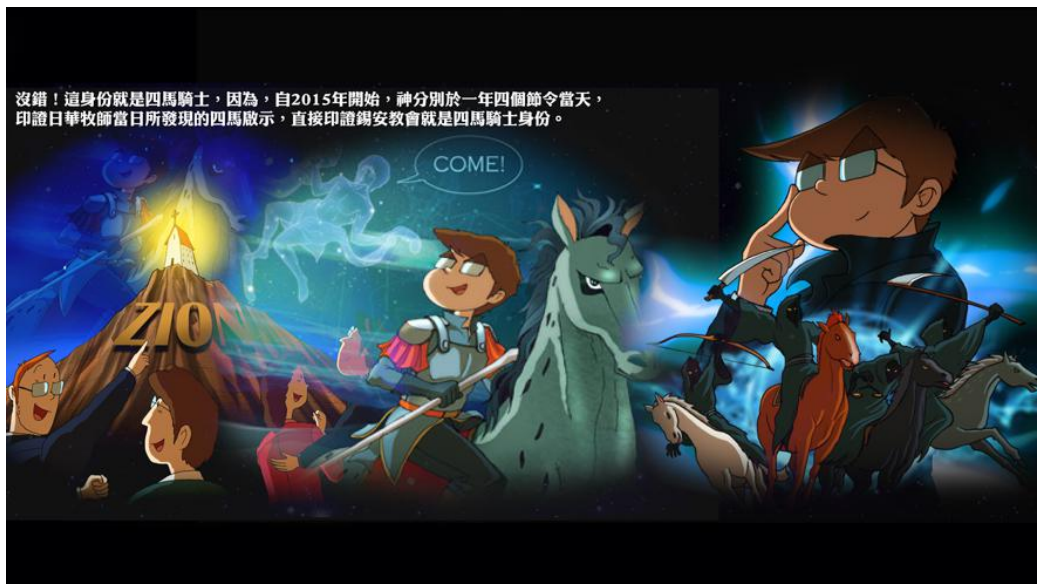 沒錯！這身份就是四馬騎士，因為，自2015年開始，神分別於一年四個節令當天，
印證日華牧師當日所發現的四馬啟示，直接印證錫安教會就是四馬騎士身份。
COME!
ZION